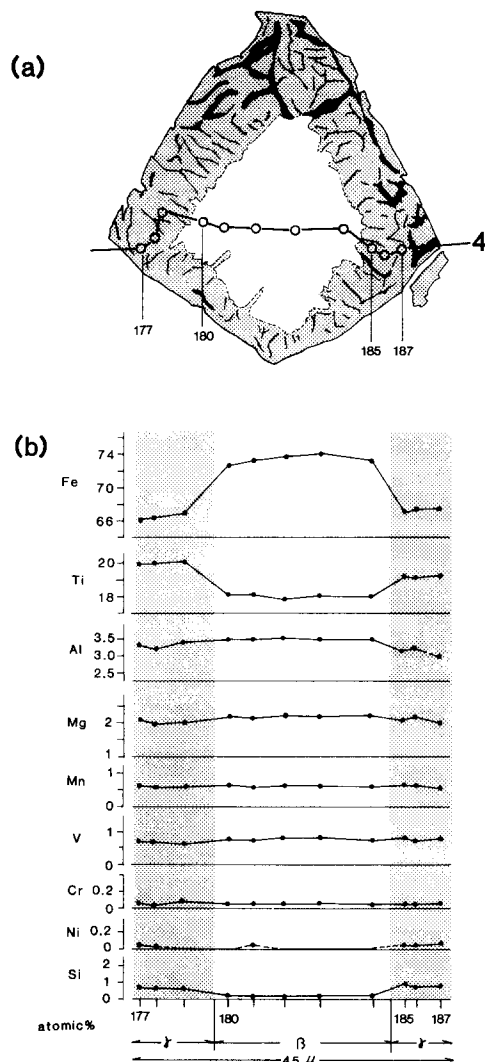 (a)
4
177
180
185
187
(b)
Fe
74
70
66
Ti
20
18
Al
3.5
3.0
2.5
Mg
2
1
Mn
1
0
V
1
0
Cr 0.2
0
Ni 0.2
0
Si
2
1
0
atomic%
177 180 185 187
γ β γ
45 μ